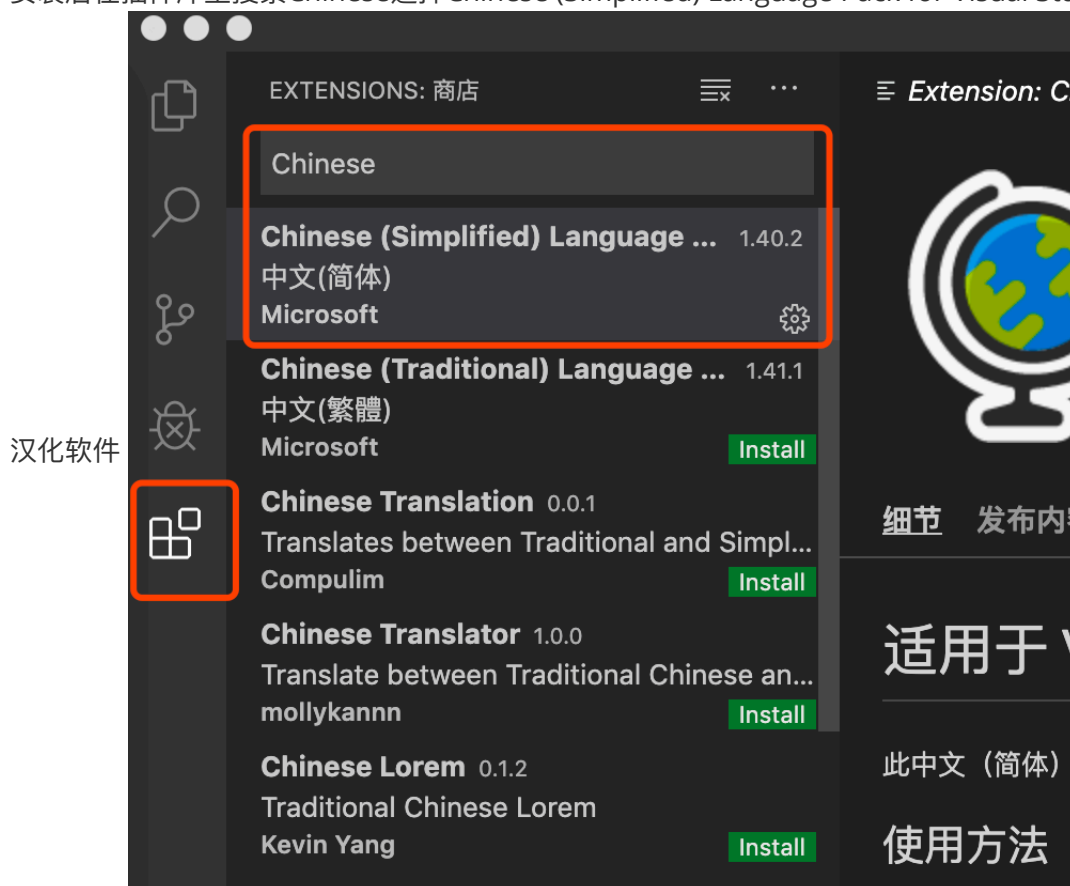 EXTENSIONS: 商店
Extension: C
Chinese
Chinese (Simplified) Language ... 1.40.2
中文(简体)
Microsoft
Chinese (Traditional) Language ... 1.41.1
中文(繁體)
Microsoft Install
汉化软件
Chinese Translation 0.0.1
Translates between Traditional and Simpl...
Compulim Install
Chinese Translator 1.0.0
Translate between Traditional Chinese an...
mollykannn Install
Chinese Lorem 0.1.2
Traditional Chinese Lorem
Kevin Yang Install
细节 发布内
适用于 V
此中文（简体）
使用方法